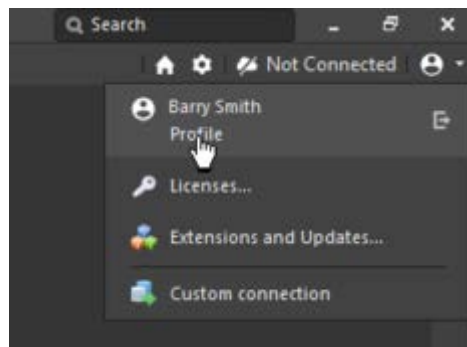 Search
Not Connected
Barry Smith
Profile
Licenses...
Extensions and Updates...
Custom connection